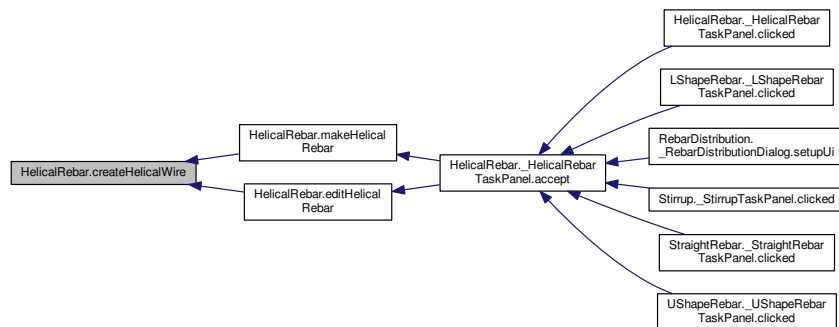 HelicalRebar.createHelicalWire
HelicalRebar.makeHelical
Rebar
HelicalRebar.editHelical
Rebar
HelicalRebar._HelicalRebar
TaskPanel.accept
HelicalRebar._HelicalRebar
TaskPanel.clicked
LShapeRebar._LShapeRebar
TaskPanel.clicked
RebarDistribution.
_RebarDistributionDialog.setupUi
Stirrup._StirrupTaskPanel.clicked
StraightRebar._StraightRebar
TaskPanel.clicked
UShapeRebar._UShapeRebar
TaskPanel.clicked